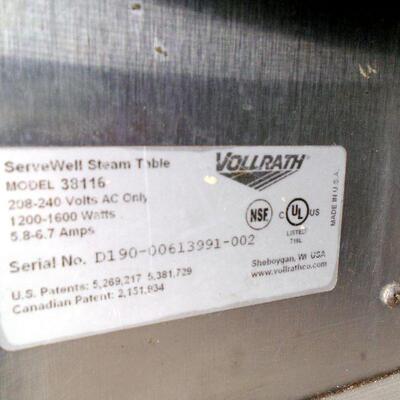 ServeWell Steam Table
MODEL 38116
208-240 Volts AC Only
1200-1600 Watts
5.8-6.7 Amps
Serial No. D190-00613991-002
U.S. Patents: 5,269,217 5,381,729
Canadian Patent: 2,151,934
VOLLRATH®
NSF
C UL US
LISTED
Sheboygan, WI USA
www.vollrathco.com
MADE IN U.S.A.